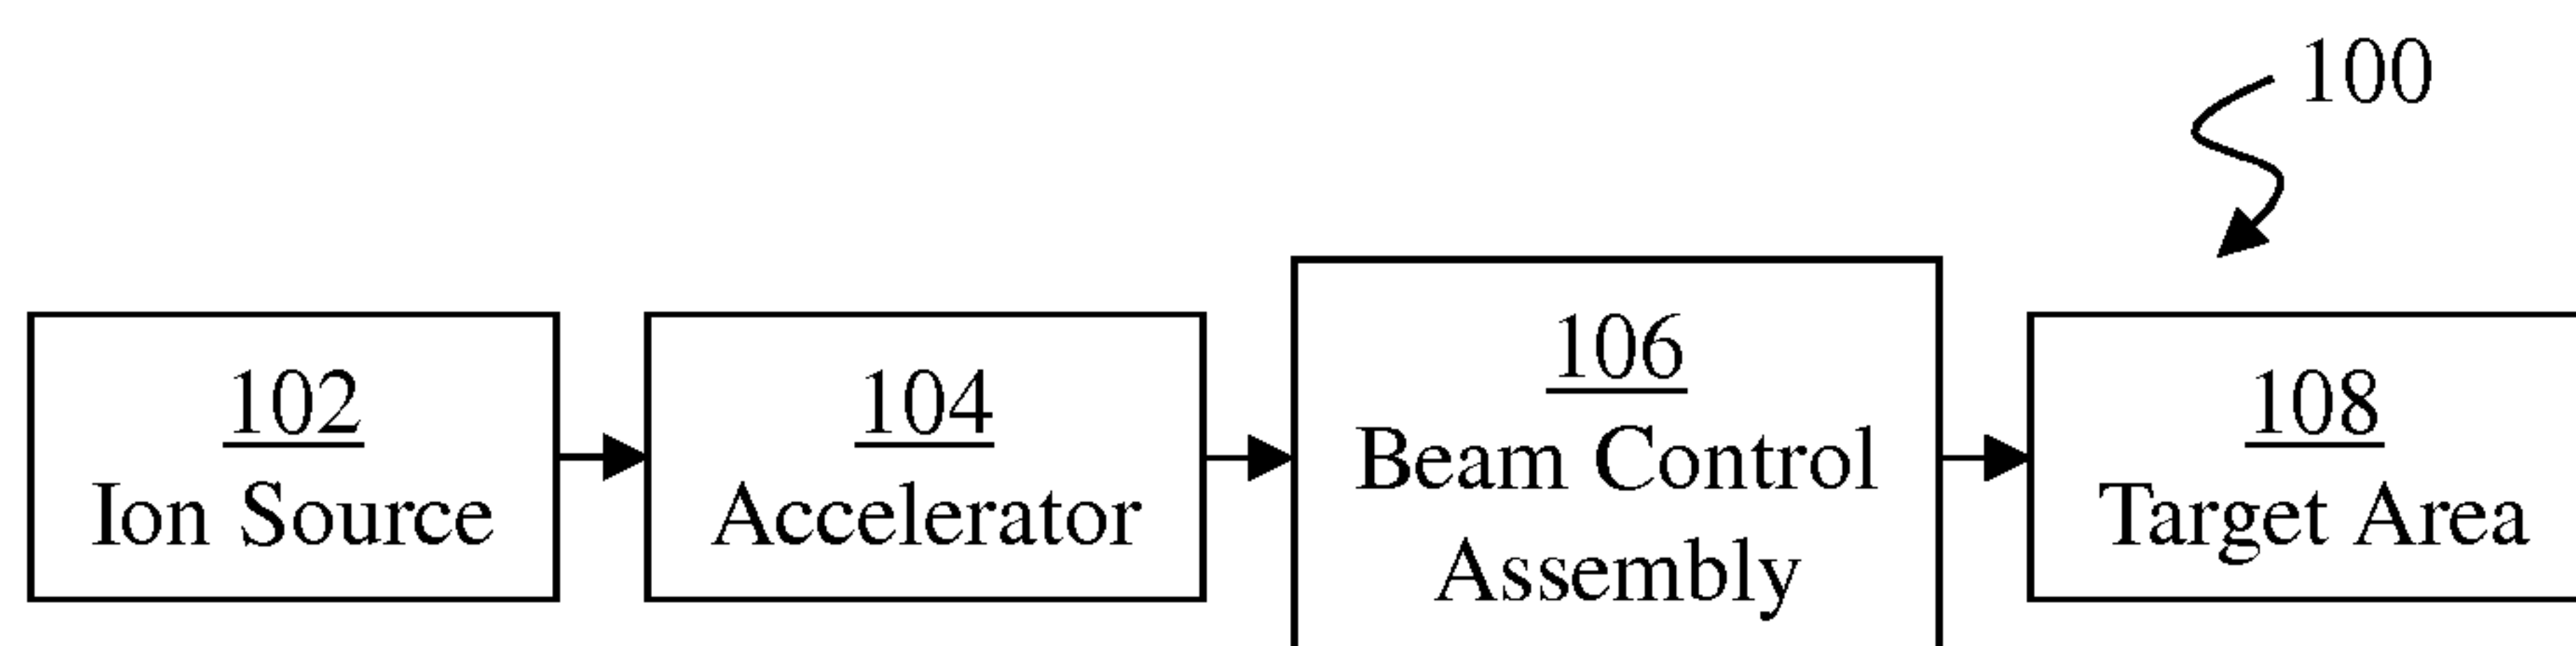 100
102
Ion Source
104
Accelerator
106
Beam Control
Assembly
108
Target Area